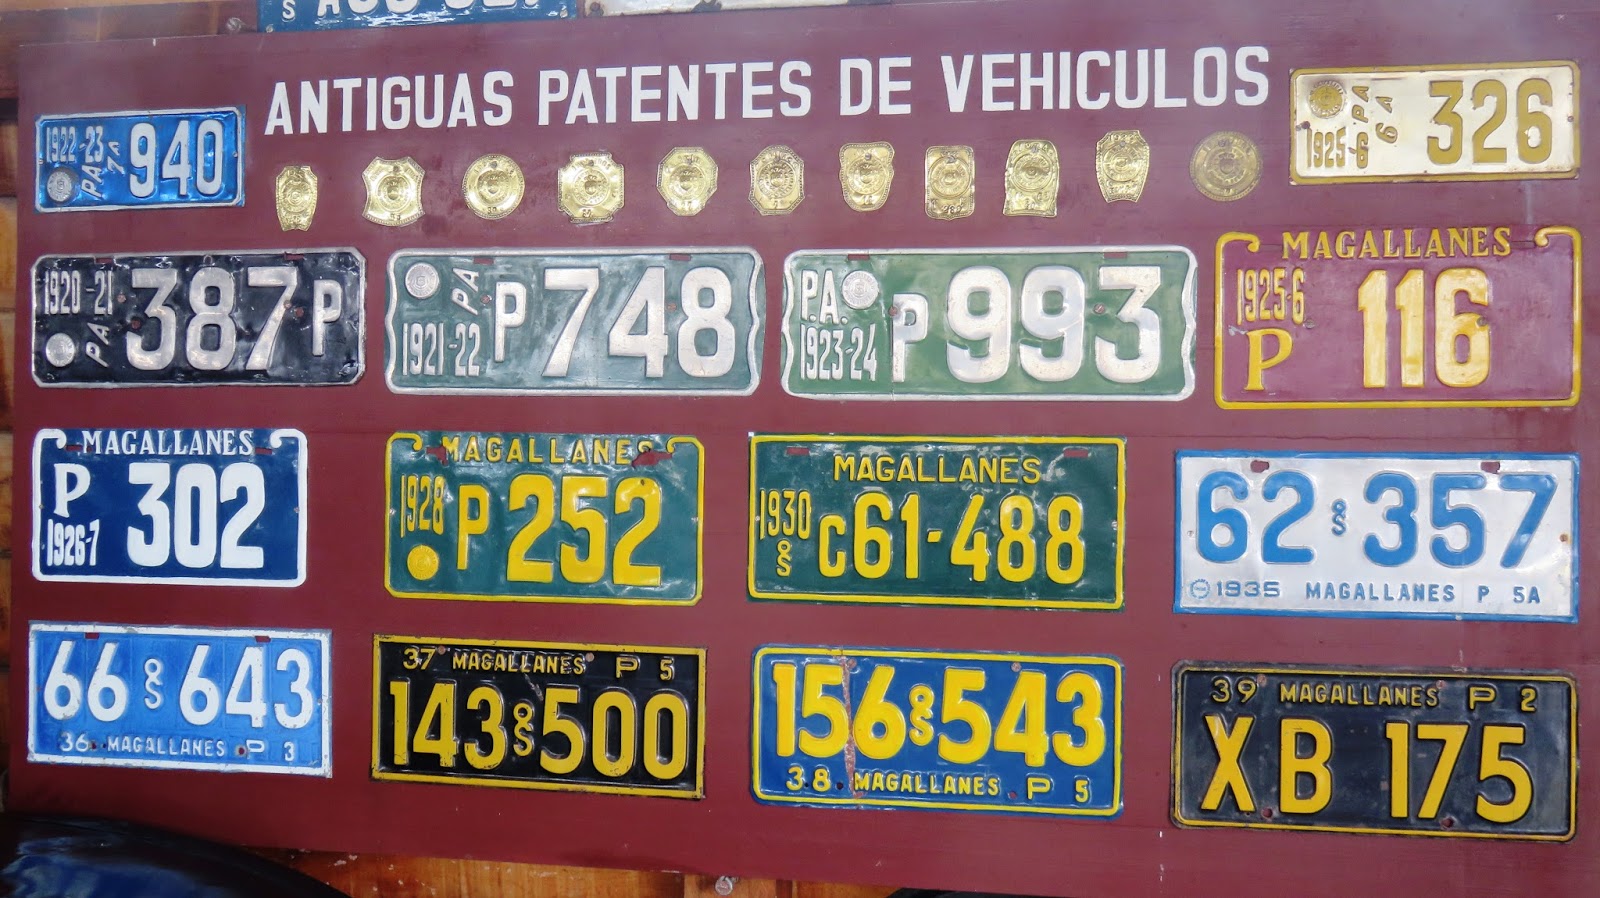 ANTIGUAS PATENTES DE VEHICULOS
1922-23
PA
7A
940
1925-6
PA
6A
326
1920-21
PA
387 P
PA
1921-22
P 748
P.A.
1923-24
P 993
MAGALLANES
1925-6
P
116
MAGALLANES
P
1926-7
302
MAGALLANES
1928
P 252
MAGALLANES
1930
C61-488
62 357
1935 MAGALLANES P 5A
66 643
36 MAGALLANES P 3
37 MAGALLANES P 5
143 500
156 543
38 MAGALLANES P 5
39 MAGALLANES P 2
XB 175